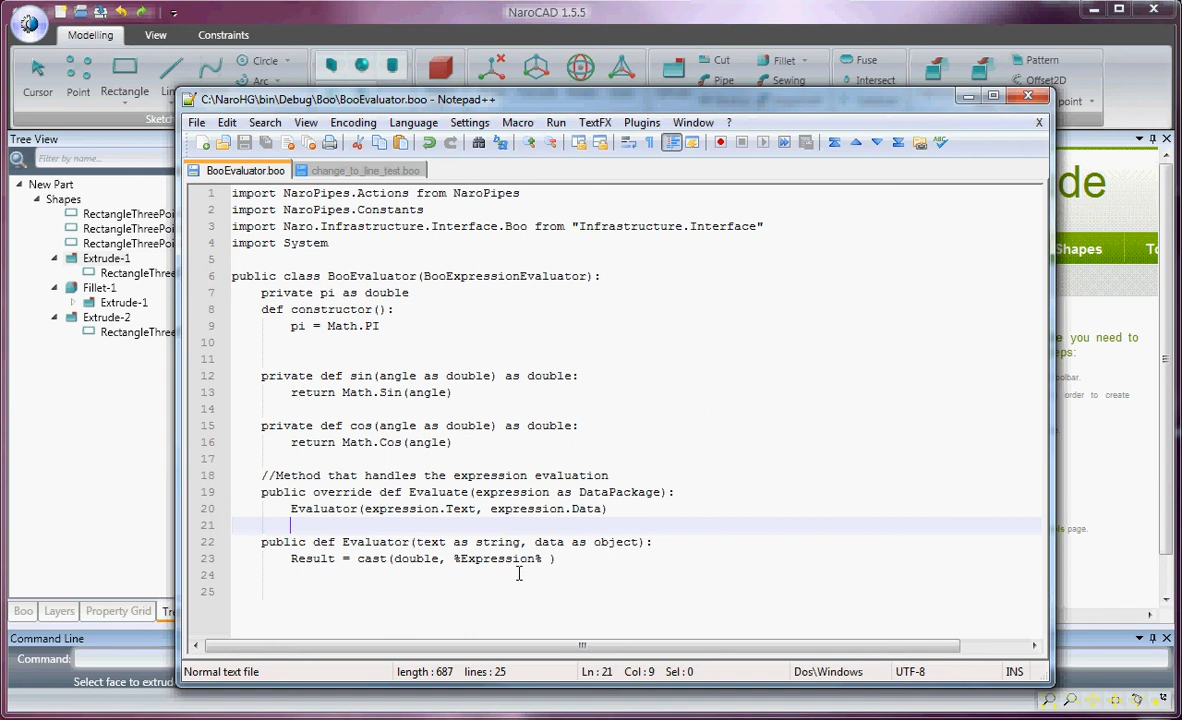 NaroCAD 1.5.5
Modelling View Constraints
Cursor Point Rectangle
Circle
Arc
Cut
Pipe
Fillet
Sewing
Fuse
Intersect
Pattern
Offset2D
Tree View
Filter by name...
New Part
Shapes
RectangleThreePoi
RectangleThreePoi
RectangleThreePoi
Extrude-1
RectangleThree
Fillet-1
Extrude-1
Extrude-2
RectangleThree
Boo Layers Property Grid Tre
Command Line
Command:
Select face to extrud
C:\NaroHG\bin\Debug\Boo\BooEvaluator.boo - Notepad++
File Edit Search View Encoding Language Settings Macro Run TextFX Plugins Window ? X
BooEvaluator.boo change_to_line_test.boo
1 import NaroPipes.Actions from NaroPipes
2 import NaroPipes.Constants
3 import Naro.Infrastructure.Interface.Boo from "Infrastructure.Interface"
4 import System
5
6 public class BooEvaluator(BooExpressionEvaluator):
7 private pi as double
8 def constructor():
9 pi = Math.PI
10
11
12 private def sin(angle as double) as double:
13 return Math.Sin(angle)
14
15 private def cos(angle as double) as double:
16 return Math.Cos(angle)
17
18 //Method that handles the expression evaluation
19 public override def Evaluate(expression as DataPackage):
20 Evaluator(expression.Text, expression.Data)
21
22 public def Evaluator(text as string, data as object):
23 Result = cast(double, %Expression% )
24
25
Normal text file length : 687 lines : 25 Ln : 21 Col : 9 Sel : 0 Dos\Windows UTF-8 INS
de
Shapes To
you need to
eps:
olbar.
order to create
page.